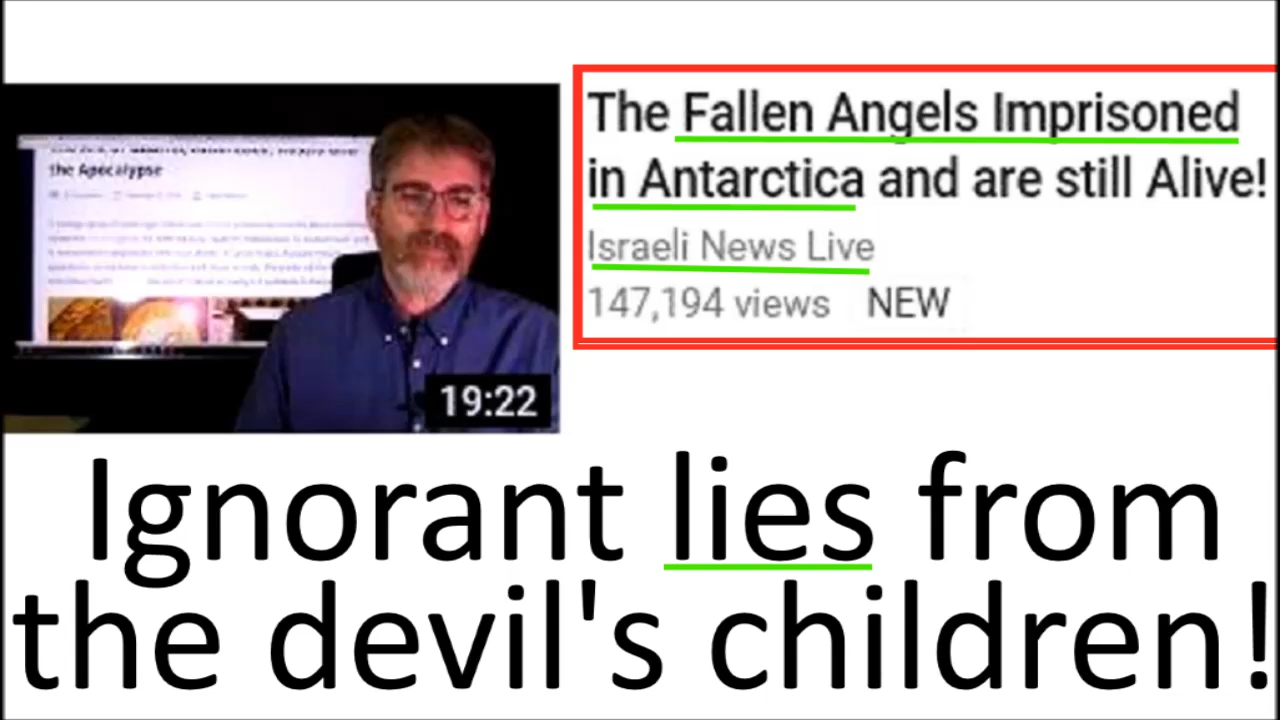 the Apocalypse
19:22
The Fallen Angels Imprisoned
in Antarctica and are still Alive!
Israeli News Live
147,194 views NEW
Ignorant lies from
the devil's children!